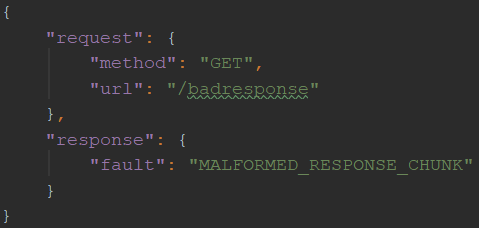 {
    "request": {
        "method": "GET",
        "url": "/badresponse"
    },
    "response": {
        "fault": "MALFORMED_RESPONSE_CHUNK"
    }
}